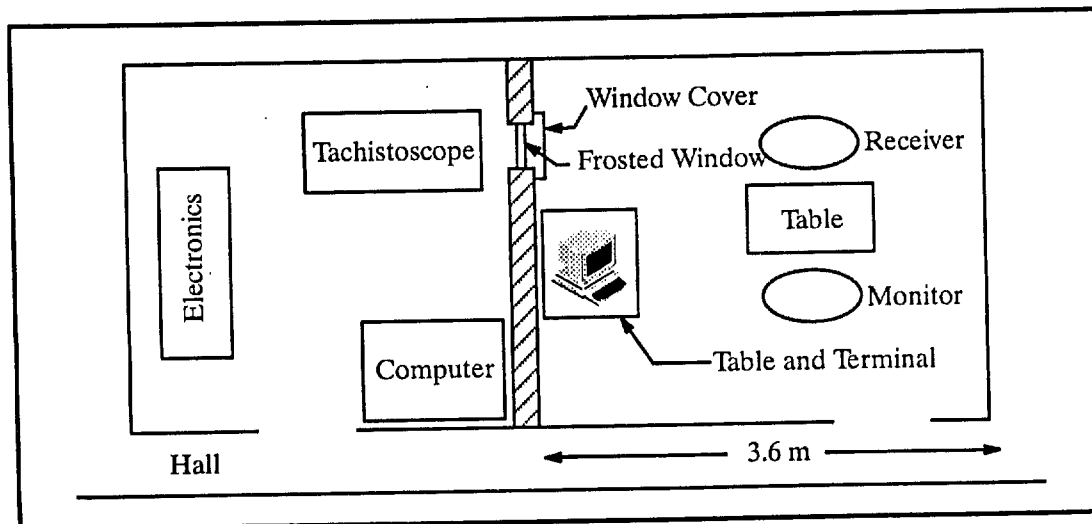 Window Cover
Tachistoscope
Frosted Window
Receiver
Electronics
Table
Monitor
Computer
Table and Terminal
Hall
3.6 m